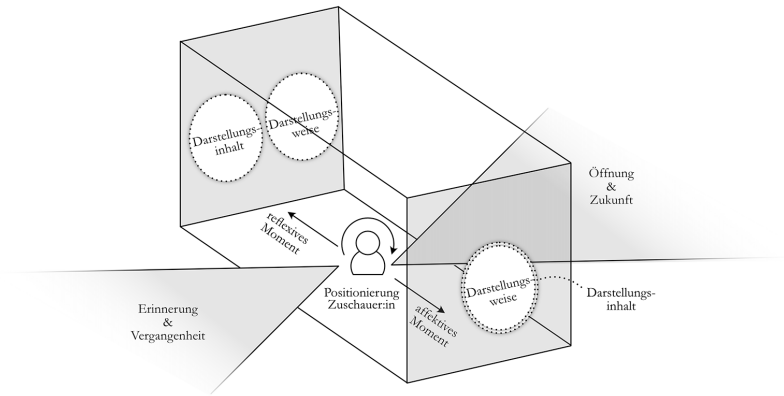 Darstellungs-
inhalt
Darstellungs-
weise
Öffnung
&
Zukunft
reflexives
Moment
Positionierung
Zuschauer:in
Darstellungs-
weise
Darstellungs-
inhalt
affektives
Moment
Erinnerung
&
Vergangenheit